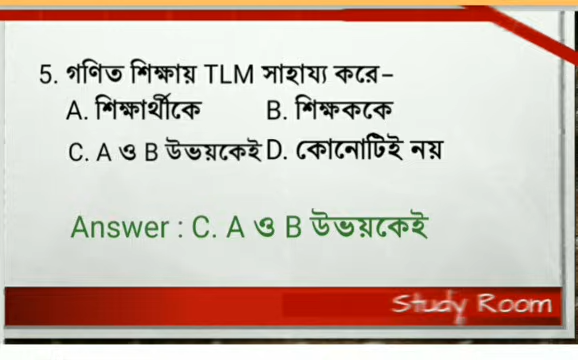 5. গণিত শিক্ষায় TLM সাহায্য করে-
A. শিক্ষার্থীকে B. শিক্ষককে
C. A ও B উভয়কেই D. কোনোটিই নয়
Answer : C. A ও B উভয়কেই
Study Room